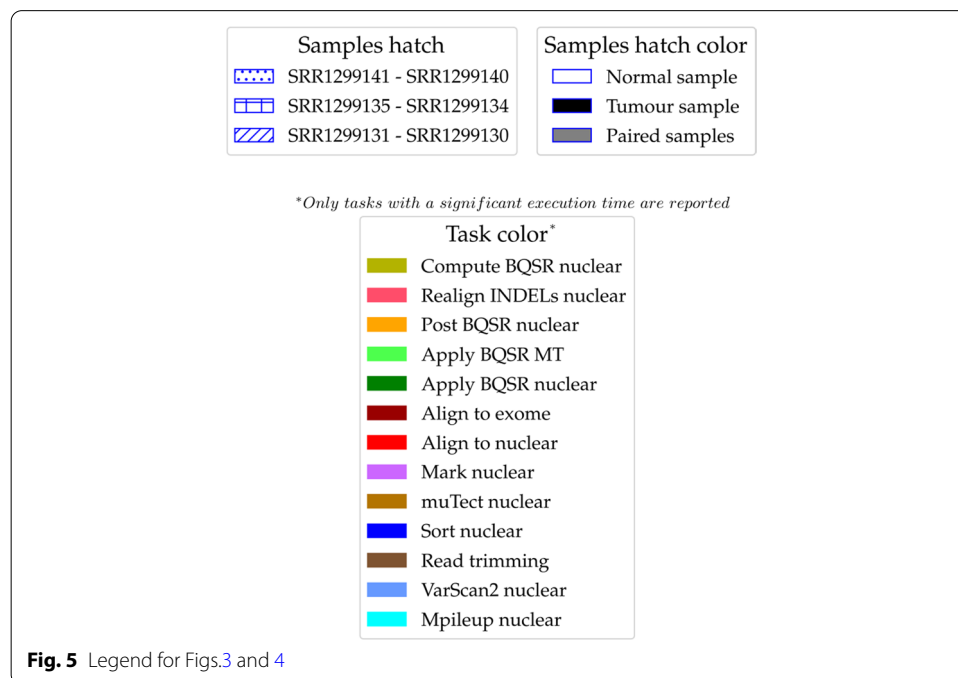 Samples hatch
SRR1299141 - SRR1299140
SRR1299135 - SRR1299134
SRR1299131 - SRR1299130
Samples hatch color
Normal sample
Tumour sample
Paired samples
*Only tasks with a significant execution time are reported
Task color*
Compute BQSR nuclear
Realign INDELs nuclear
Post BQSR nuclear
Apply BQSR MT
Apply BQSR nuclear
Align to exome
Align to nuclear
Mark nuclear
muTect nuclear
Sort nuclear
Read trimming
VarScan2 nuclear
Mpileup nuclear
Fig. 5 Legend for Figs.3 and 4